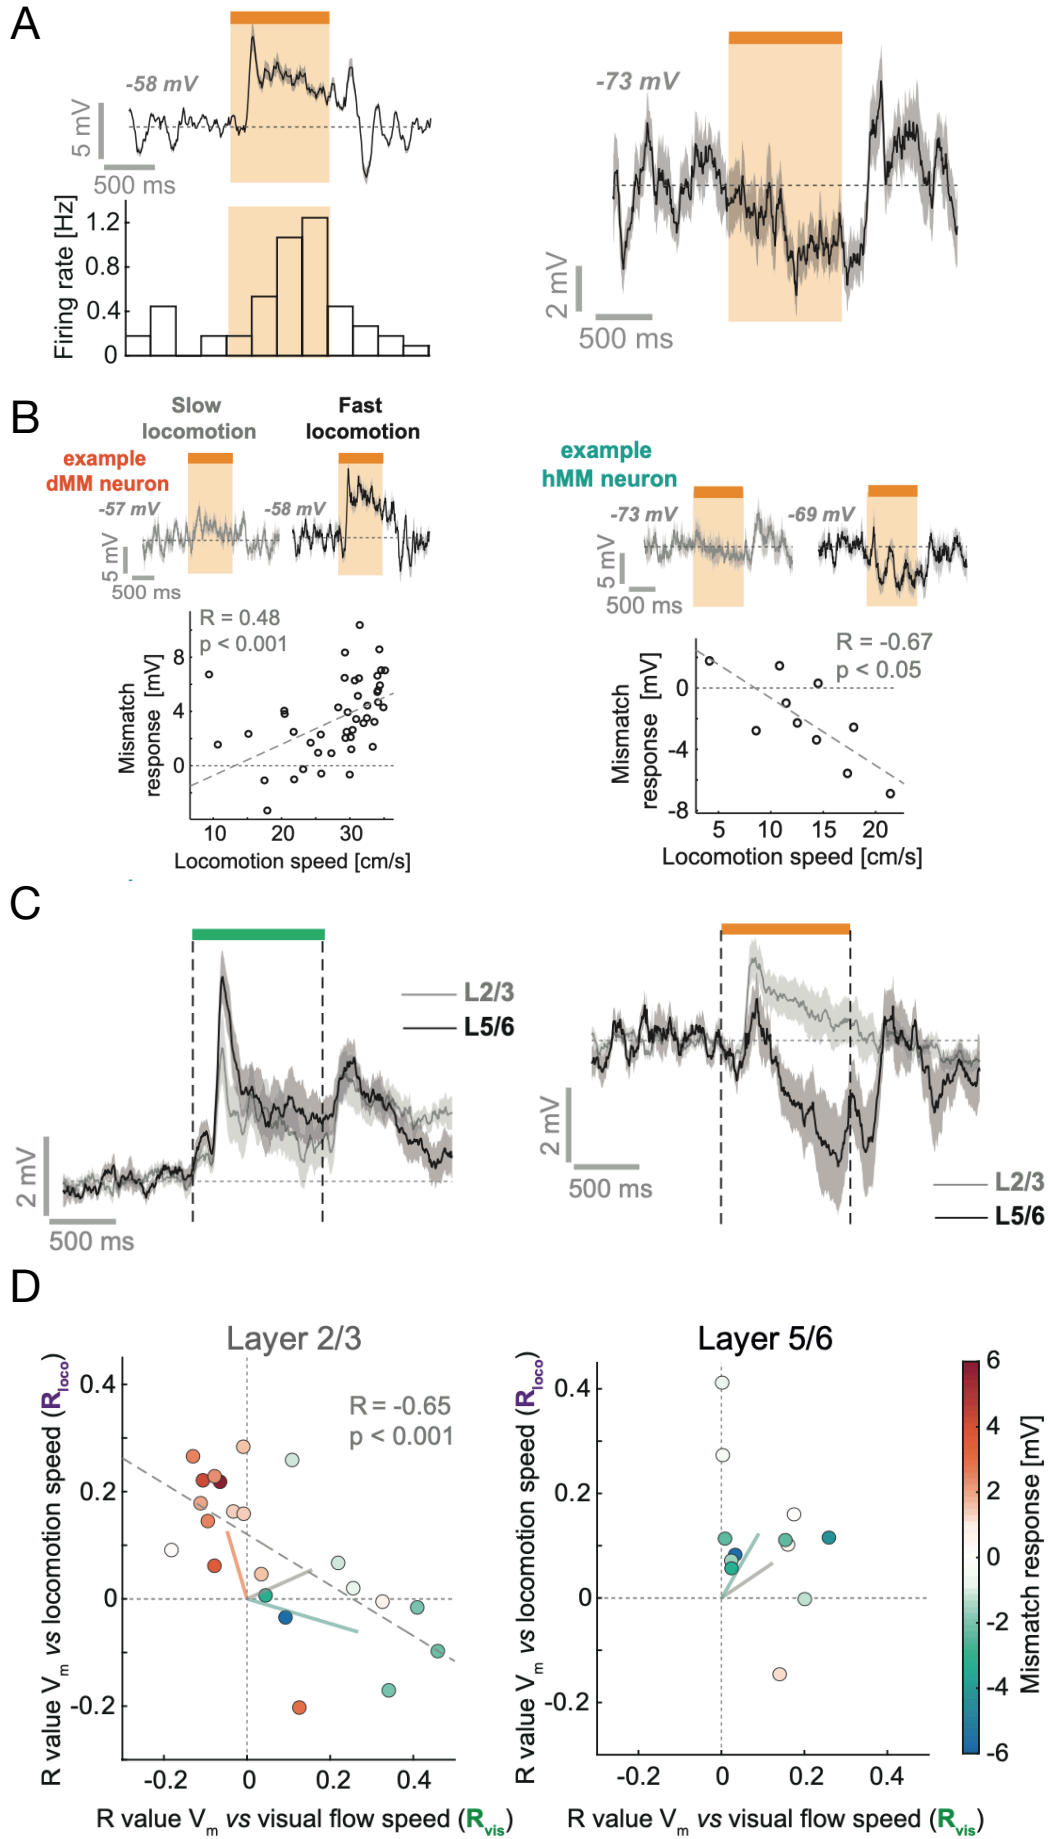 A
-58 mV
5 mV
500 ms
Firing rate [Hz]
1.2
0.8
0.4
0
-73 mV
2 mV
500 ms
B
Slow
locomotion
Fast
locomotion
example
dMM neuron
-57 mV
-58 mV
5 mV
500 ms
R = 0.48
p < 0.001
Mismatch
response [mV]
8
4
0
10 20 30
Locomotion speed [cm/s]
example
hMM neuron
-73 mV
-69 mV
5 mV
500 ms
R = -0.67
p < 0.05
Mismatch
response [mV]
0
-4
-8
5 10 15 20
Locomotion speed [cm/s]
C
L2/3
L5/6
2 mV
500 ms
2 mV
500 ms
L2/3
L5/6
D
Layer 2/3
R = -0.65
p < 0.001
R value Vm vs locomotion speed (Rloco)
0.4
0.2
0
-0.2
-0.2 0 0.2 0.4
R value Vm vs visual flow speed (Rvis)
Layer 5/6
R value Vm vs locomotion speed (Rloco)
0.4
0.2
0
-0.2
-0.2 0 0.2 0.4
R value Vm vs visual flow speed (Rvis)
6
4
2
0
-2
-4
-6
Mismatch response [mV]